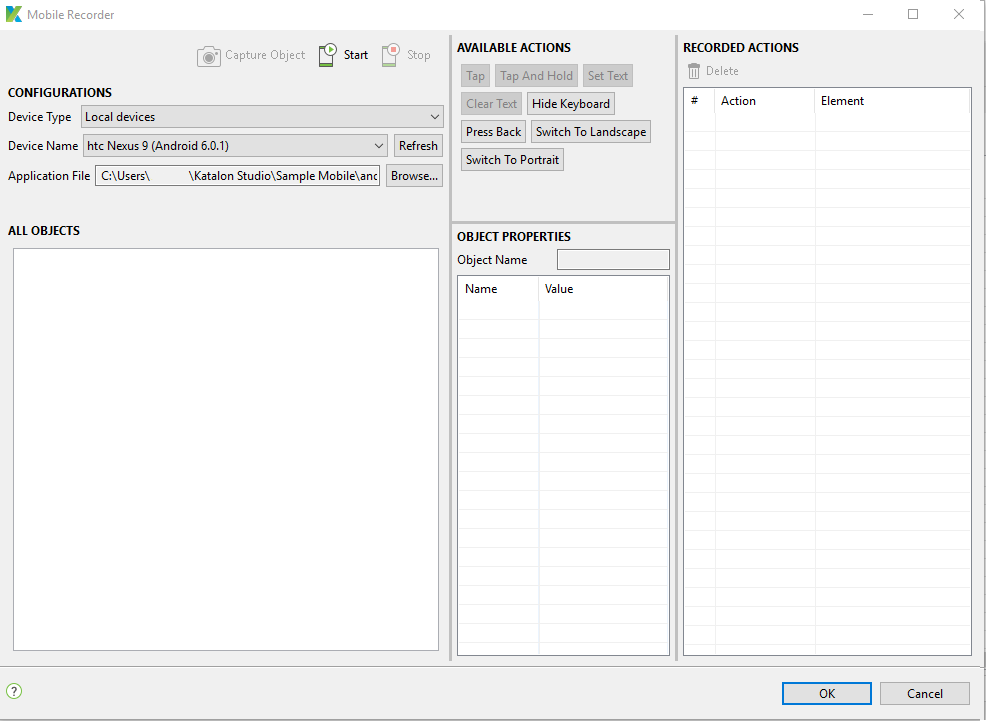 Mobile Recorder
Capture Object Start Stop
CONFIGURATIONS
Device Type Local devices
Device Name htc Nexus 9 (Android 6.0.1) Refresh
Application File C:\Users\ \Katalon Studio\Sample Mobile\and Browse...
ALL OBJECTS
AVAILABLE ACTIONS
Tap Tap And Hold Set Text
Clear Text Hide Keyboard
Press Back Switch To Landscape
Switch To Portrait
OBJECT PROPERTIES
Object Name
Name Value
RECORDED ACTIONS
Delete
# Action Element
?
OK Cancel